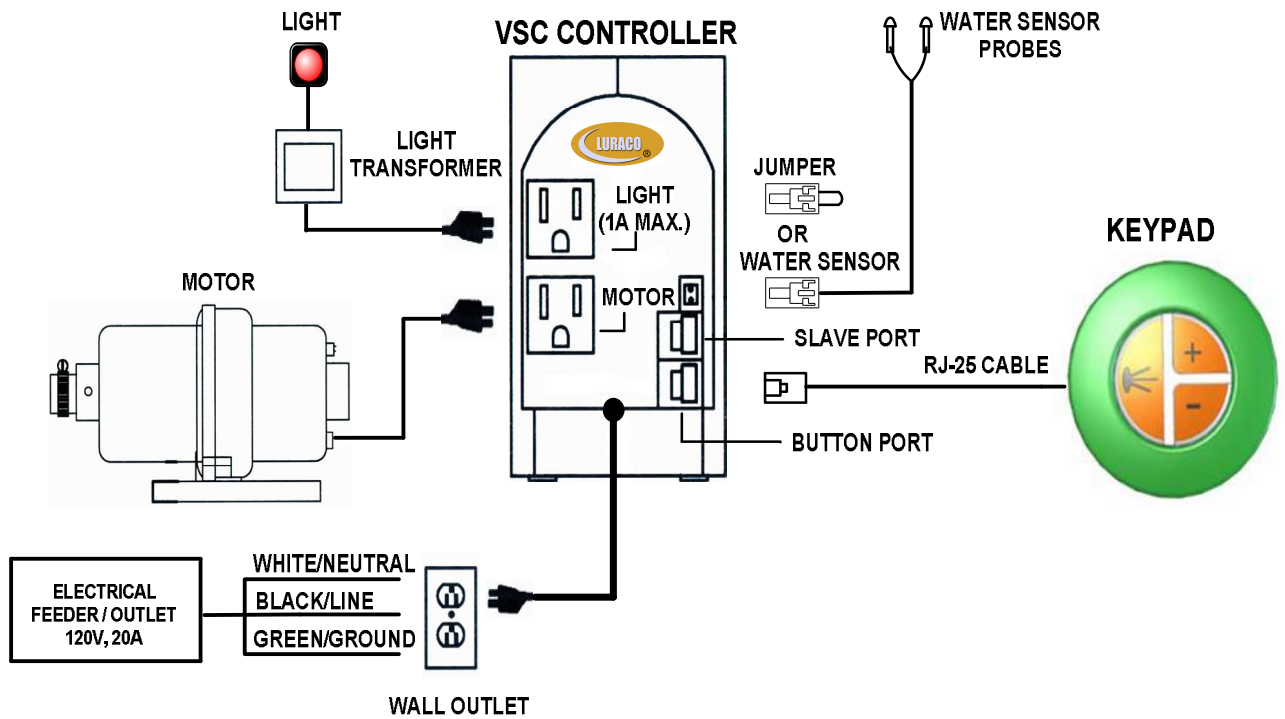 LIGHT
VSC CONTROLLER
WATER SENSOR
PROBES
LIGHT
TRANSFORMER
LURACO ®
JUMPER
OR
WATER SENSOR
LIGHT
(1A MAX.)
KEYPAD
MOTOR
MOTOR
SLAVE PORT
RJ-25 CABLE
+
-
BUTTON PORT
ELECTRICAL
FEEDER / OUTLET
120V, 20A
WHITE/NEUTRAL
BLACK/LINE
GREEN/GROUND
WALL OUTLET